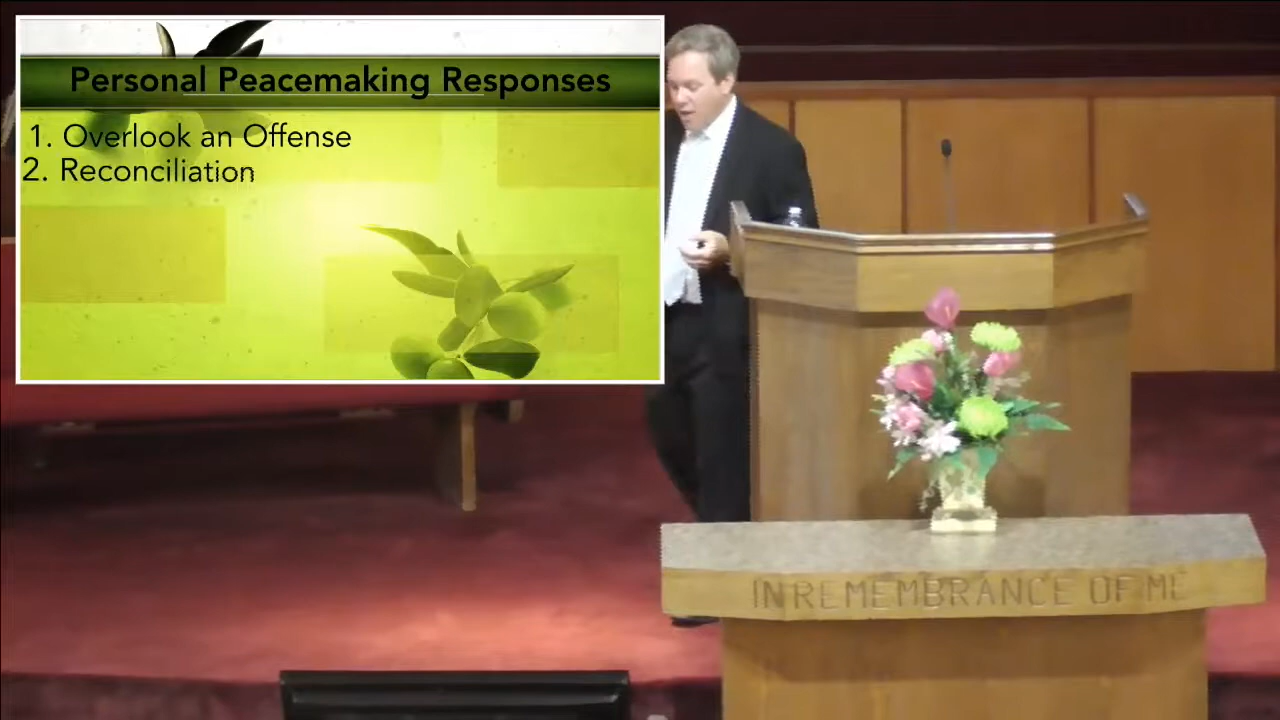 Personal Peacemaking Responses
1. Overlook an Offense
2. Reconciliation
IN REMEMBRANCE OF ME